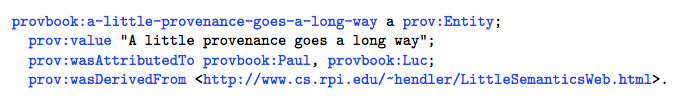 provbook:a-little-provenance-goes-a-long-way a prov:Entity;
prov:value "A little provenance goes a long way";
prov:wasAttributedTo provbook:Paul, provbook:Luc;
prov:wasDerivedFrom <http://www.cs.rpi.edu/~hendler/LittleSemanticsWeb.html>.